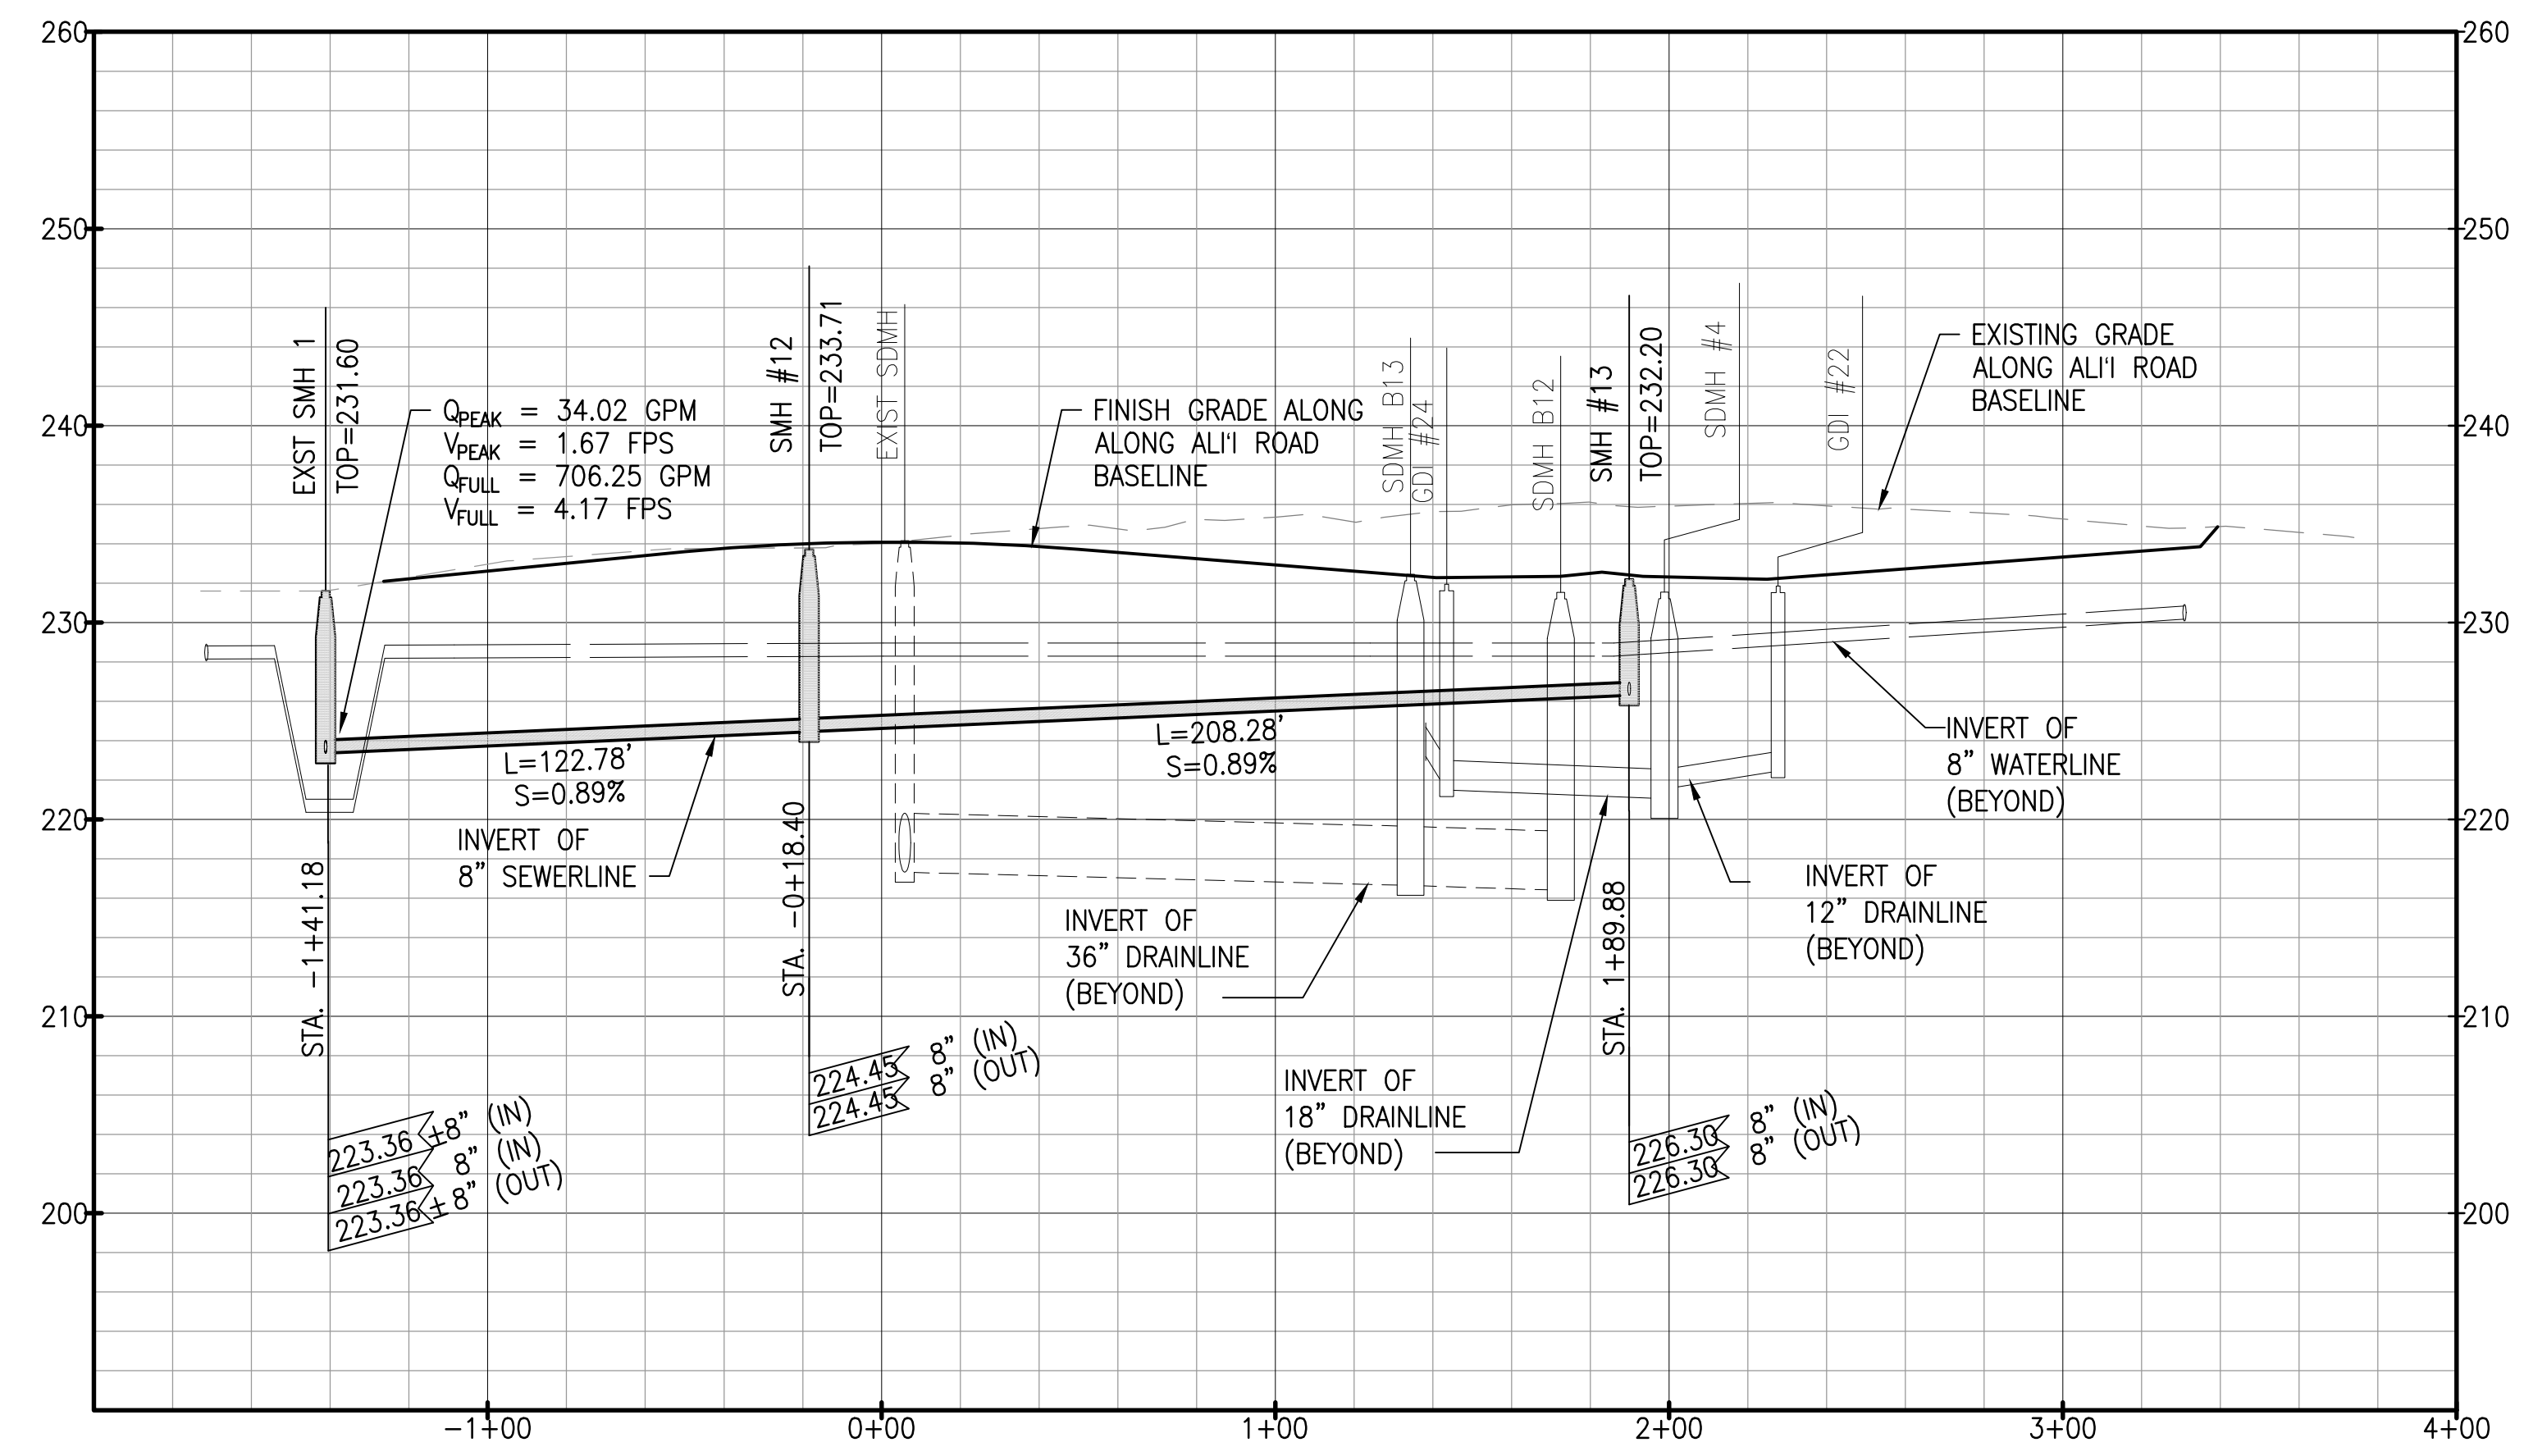 260
260
250
250
240
240
230
230
220
220
210
210
200
200
EXST SMH 1
TOP=231.60
QPEAK = 34.02 GPM
VPEAK = 1.67 FPS
QFULL = 706.25 GPM
VFULL = 4.17 FPS
SMH #12
TOP=233.71
EXIST SDMH
FINISH GRADE ALONG
ALONG ALI'I ROAD
BASELINE
SDMH B13
GDI #24
SDMH B12
SMH #13
TOP=232.20
SDMH #4
GDI #22
EXISTING GRADE
ALONG ALI'I ROAD
BASELINE
L=122.78'
S=0.89%
L=208.28'
S=0.89%
INVERT OF
8" SEWERLINE
INVERT OF
8" WATERLINE
(BEYOND)
INVERT OF
12" DRAINLINE
(BEYOND)
INVERT OF
36" DRAINLINE
(BEYOND)
INVERT OF
18" DRAINLINE
(BEYOND)
STA. -1+41.18
STA. -0+18.40
STA. 1+89.88
223.36 ±8" (IN)
223.36 8" (IN)
223.36 ± 8" (OUT)
224.45 8" (IN)
224.45 8" (OUT)
226.30 8" (IN)
226.30 8" (OUT)
-1+00
0+00
1+00
2+00
3+00
4+00